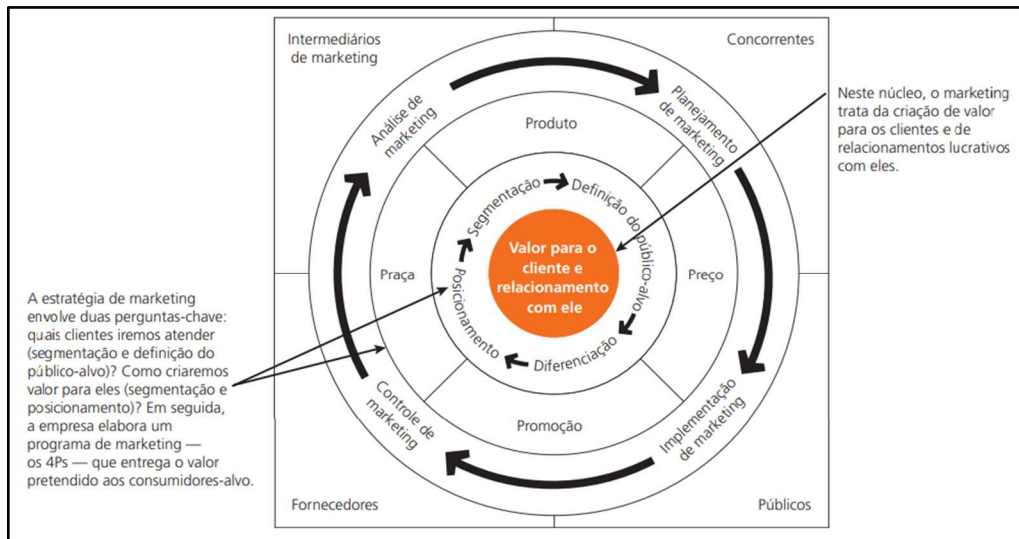 Intermediários
de marketing
Concorrentes
Análise de
marketing
Planejamento
de marketing
Neste núcleo, o marketing
trata da criação de valor
para os clientes e de
relacionamentos lucrativos
com eles.
Produto
Segmentação
Definição do público-alvo
Valor para o
cliente e
relacionamento
com ele
Praça
Preço
Posicionamento
Diferenciação
A estratégia de marketing
envolve duas perguntas-chave:
quais clientes iremos atender
(segmentação e definição do
público-alvo)? Como criaremos
valor para eles (segmentação e
posicionamento)? Em seguida,
a empresa elabora um
programa de marketing —
os 4Ps — que entrega o valor
pretendido aos consumidores-alvo.
Controle de
marketing
Promoção
Implementação
de marketing
Fornecedores
Públicos